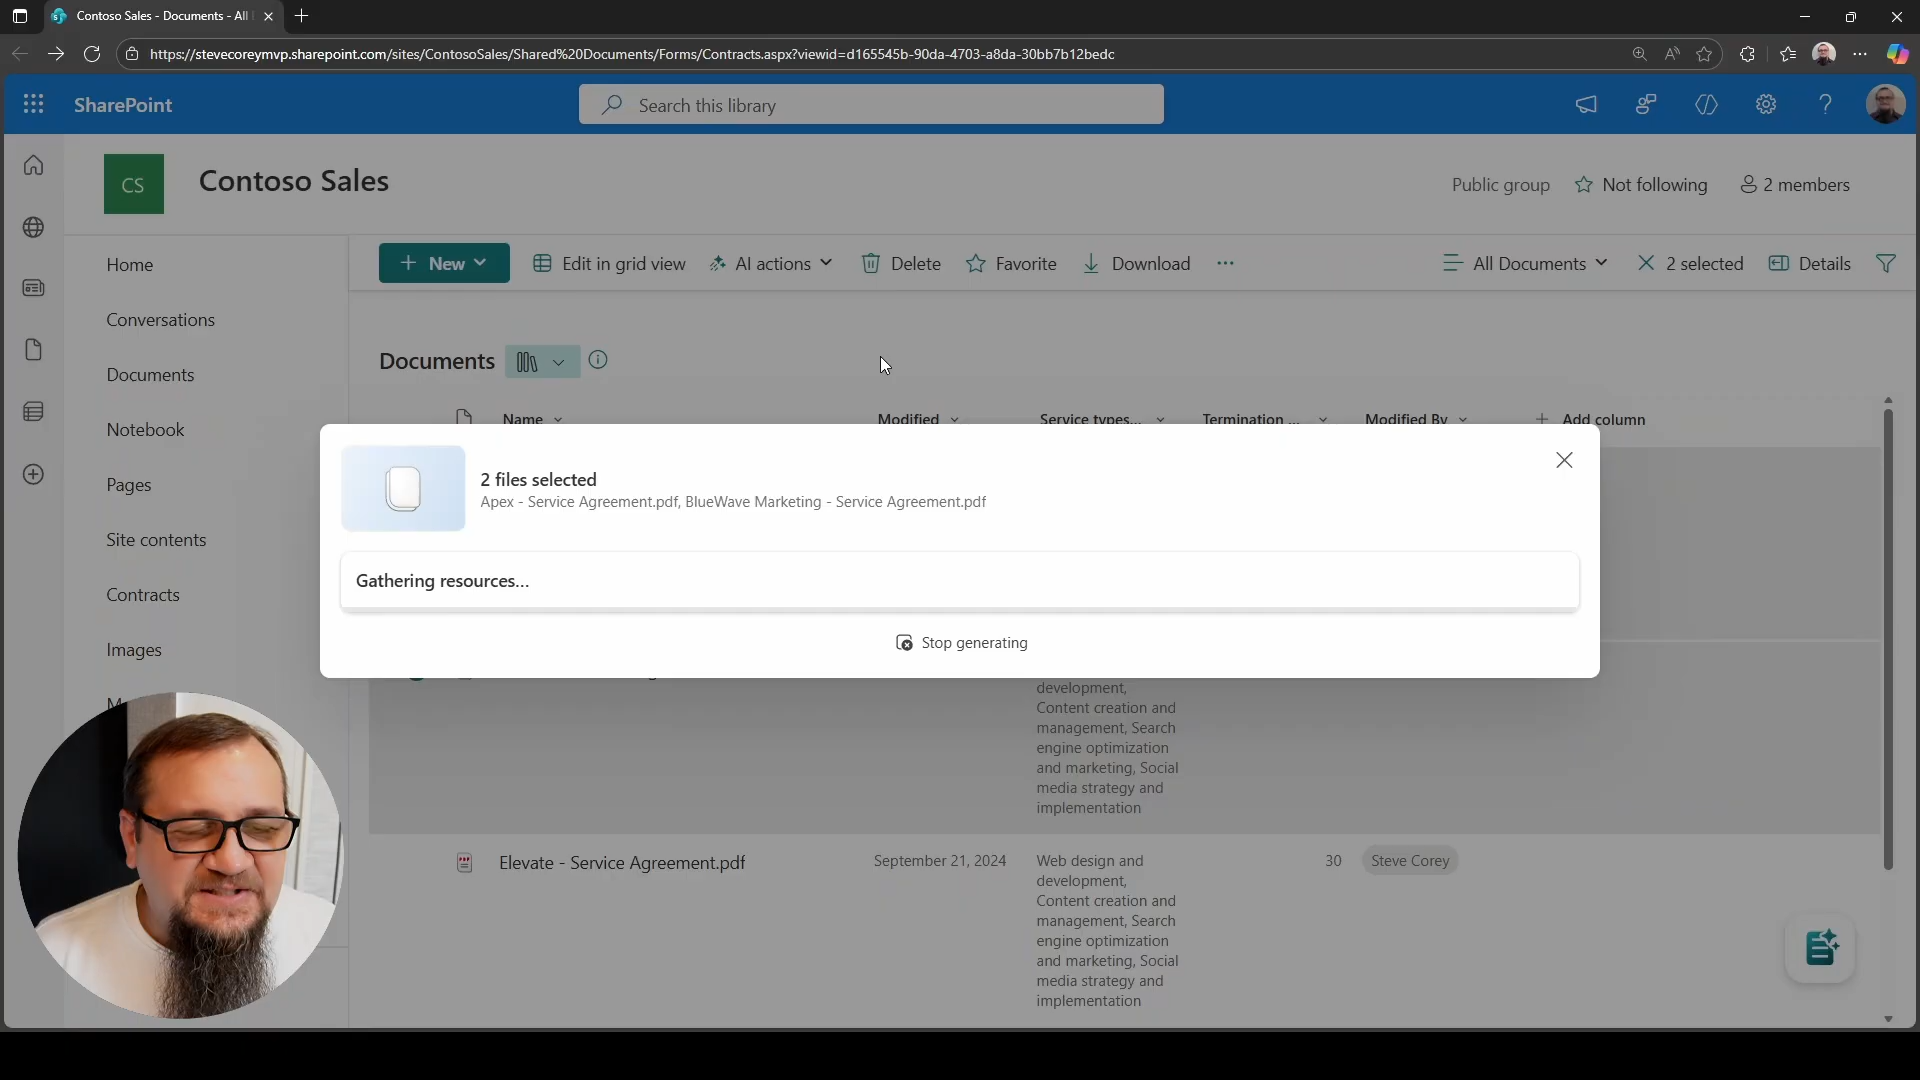 Contoso Sales - Documents - All
https://stevecoreymvp.sharepoint.com/sites/ContosoSales/Shared%20Documents/Forms/Contracts.aspx?viewid=d165545b-90da-4703-a8da-30bb7b12bedc
SharePoint
Search this library
CS
Contoso Sales
Public group
Not following
2 members
Home
Conversations
Documents
Notebook
Pages
Site contents
Contracts
Images
New
Edit in grid view
AI actions
Delete
Favorite
Download
All Documents
2 selected
Details
Documents
Name
Modified
Service types...
Termination ...
Modified By
Add column
2 files selected
Apex - Service Agreement.pdf, BlueWave Marketing - Service Agreement.pdf
Gathering resources...
Stop generating
development,
Content creation and
management, Search
engine optimization
and marketing, Social
media strategy and
implementation
Elevate - Service Agreement.pdf
September 21, 2024
Web design and
development,
Content creation and
management, Search
engine optimization
and marketing, Social
media strategy and
implementation
30
Steve Corey